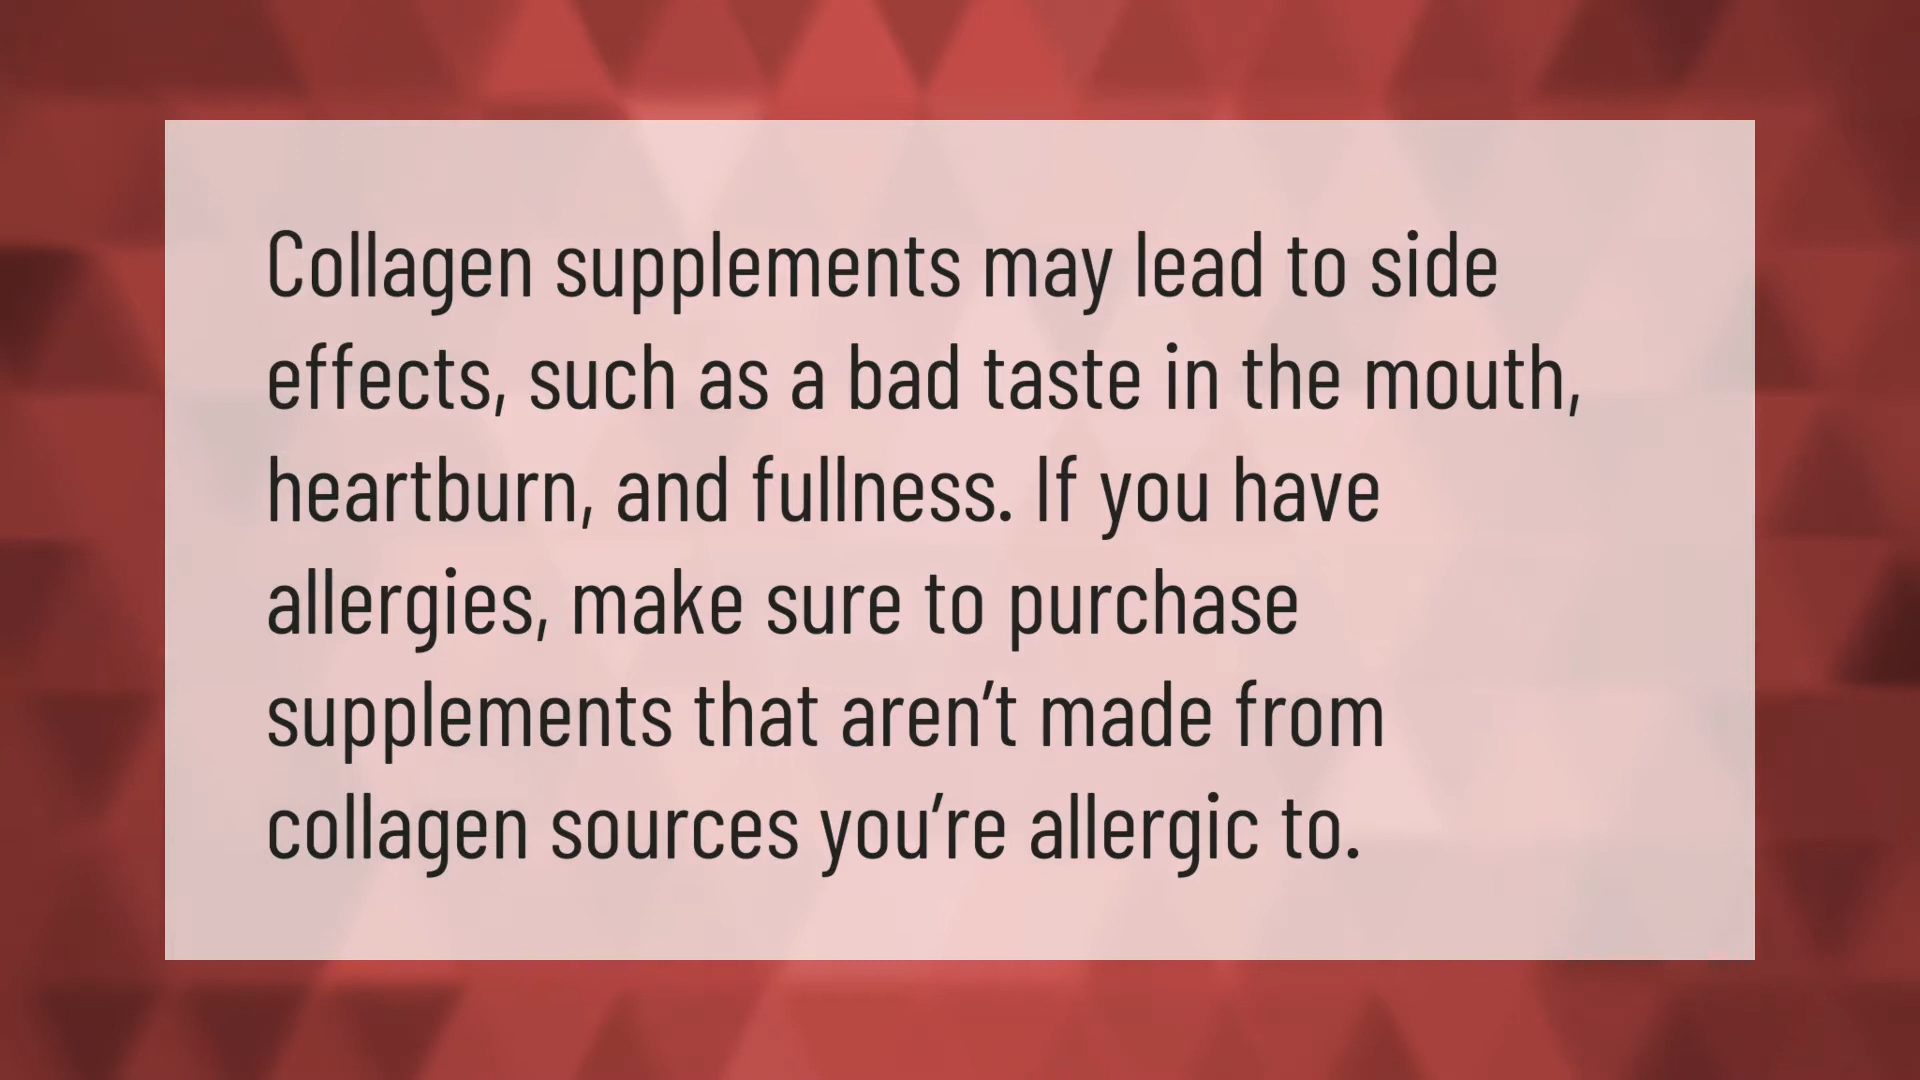 Collagen supplements may lead to side
effects, such as a bad taste in the mouth,
heartburn, and fullness. If you have
allergies, make sure to purchase
supplements that aren’t made from
collagen sources you’re allergic to.